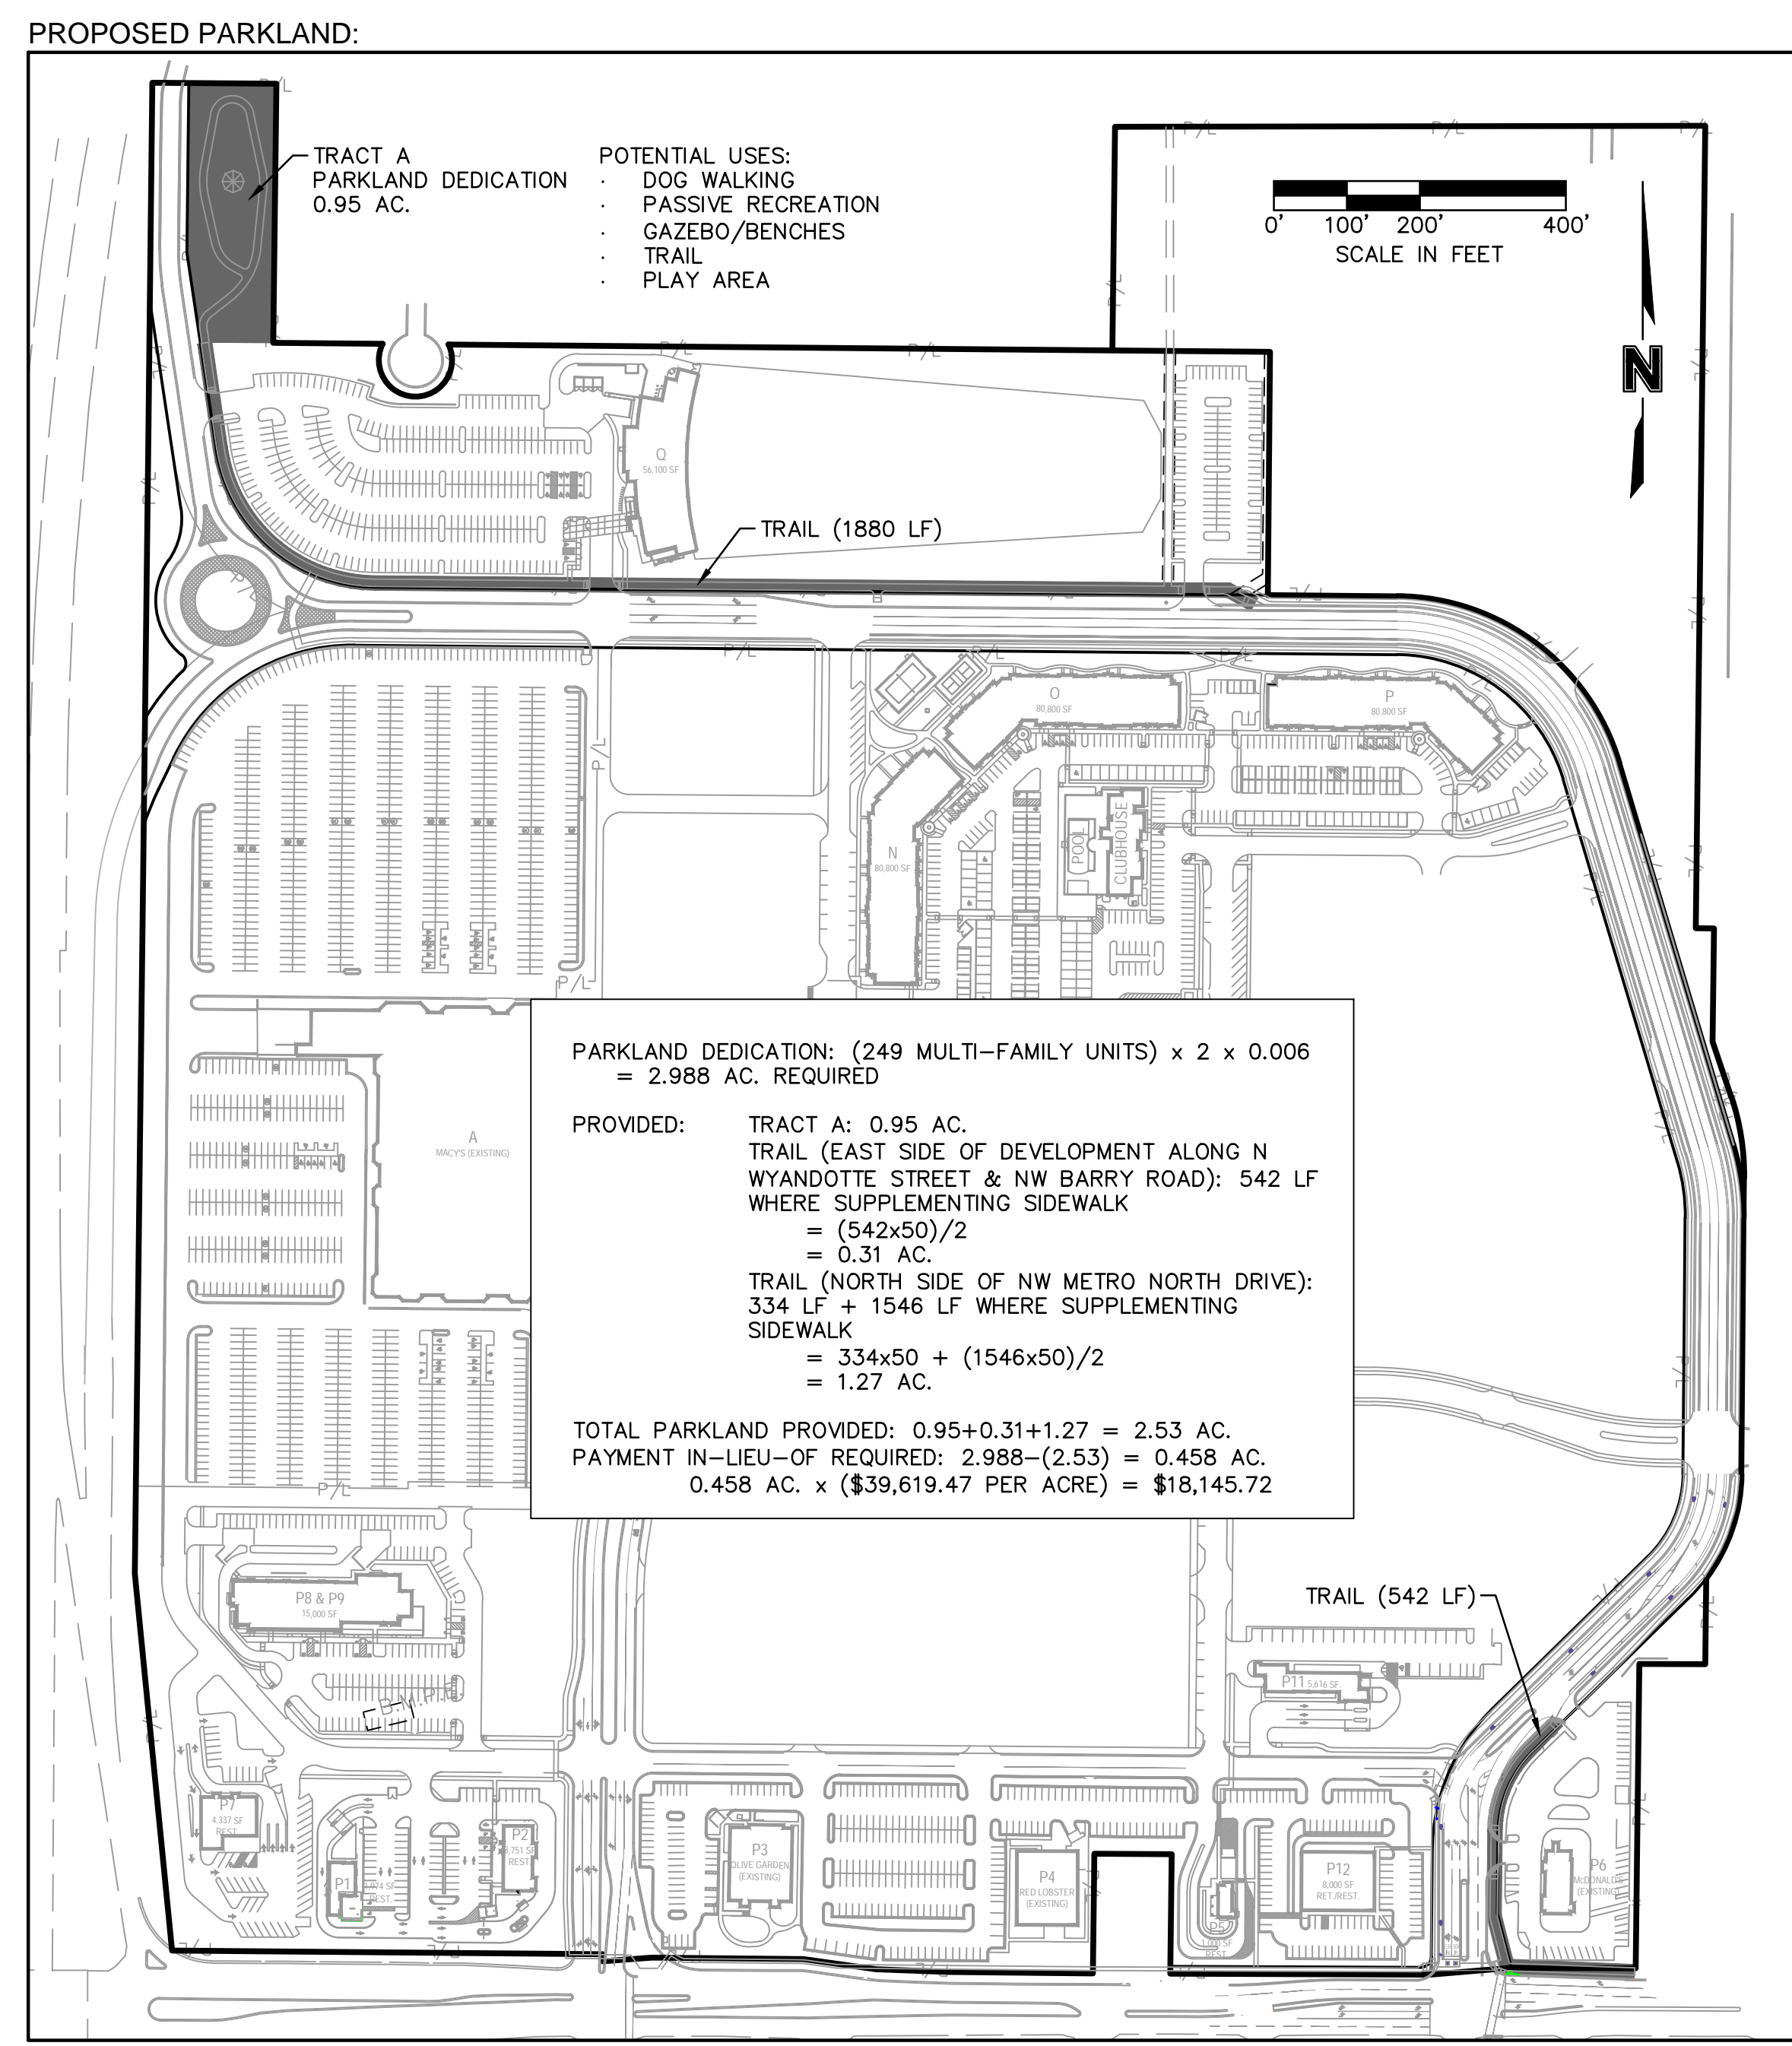 PROPOSED PARKLAND:
P/L
TRACT A
PARKLAND DEDICATION
0.95 AC.
POTENTIAL USES:
· DOG WALKING
· PASSIVE RECREATION
· GAZEBO/BENCHES
· TRAIL
· PLAY AREA
P/L
P/L
P/L
0' 100' 200' 400'
SCALE IN FEET
N
P/L
P/L
P/L
P/L
Q
56,100 SF
TRAIL (1880 LF)
P/L
P/L
P/L
O
80,800 SF
P
80,800 SF
P/L
N
80,800 SF
POOL
CLUBHOUSE
P/L
P/L
A
MACY'S (EXISTING)
PARKLAND DEDICATION: (249 MULTI-FAMILY UNITS) x 2 x 0.006
= 2.988 AC. REQUIRED
PROVIDED: TRACT A: 0.95 AC.
TRAIL (EAST SIDE OF DEVELOPMENT ALONG N
WYANDOTTE STREET & NW BARRY ROAD): 542 LF
WHERE SUPPLEMENTING SIDEWALK
= (542x50)/2
= 0.31 AC.
TRAIL (NORTH SIDE OF NW METRO NORTH DRIVE):
334 LF + 1546 LF WHERE SUPPLEMENTING
SIDEWALK
= 334x50 + (1546x50)/2
= 1.27 AC.
TOTAL PARKLAND PROVIDED: 0.95+0.31+1.27 = 2.53 AC.
PAYMENT IN-LIEU-OF REQUIRED: 2.988-(2.53) = 0.458 AC.
0.458 AC. x ($39,619.47 PER ACRE) = $18,145.72
P/L
P/L
P8 & P9
15,000 SF
TRAIL (542 LF)
P/L
P11 5,616 SF.
B.M.P.
P7
4,337 SF
REST.
P1
REST.
P2
REST.
P3
OLIVE GARDEN
(EXISTING)
P4
RED LOBSTER
(EXISTING)
P5
1,000 SF
REST.
P12
8,000 SF
RET./REST.
P6
McDONALD'S
(EXISTING)
P/L
P/L
P/L
P/L